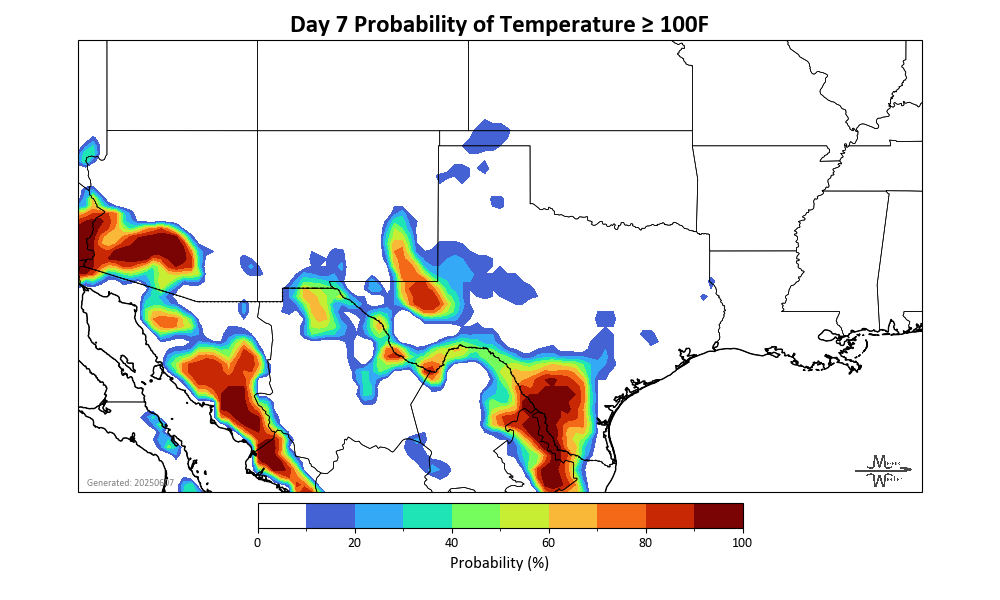 Day 7 Probability of Temperature ≥ 100F
Generated: 20250607
0 20 40 60 80 100
Probability (%)